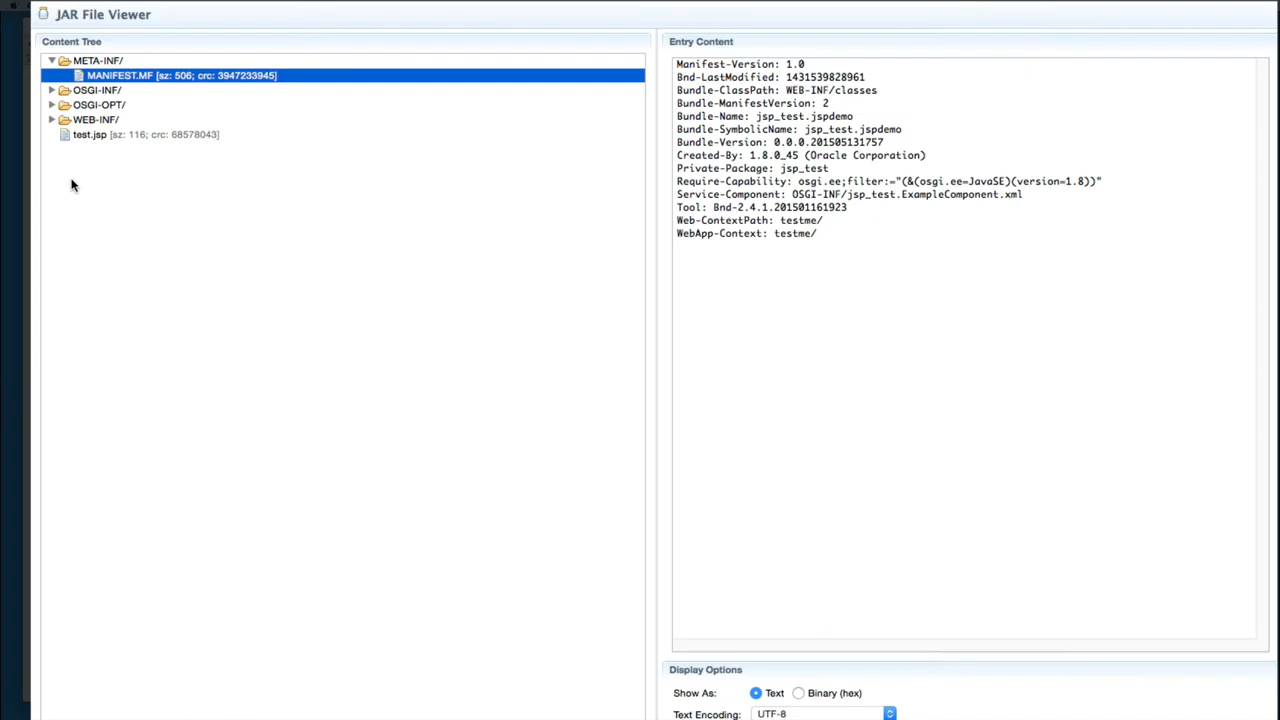 JAR File Viewer
Content Tree
META-INF/
MANIFEST.MF [sz: 506; crc: 3947233945]
OSGI-INF/
OSGI-OPT/
WEB-INF/
test.jsp [sz: 116; crc: 68578043]
Entry Content
Manifest-Version: 1.0
Bnd-LastModified: 1431539828961
Bundle-ClassPath: WEB-INF/classes
Bundle-ManifestVersion: 2
Bundle-Name: jsp_test.jspdemo
Bundle-SymbolicName: jsp_test.jspdemo
Bundle-Version: 0.0.0.201505131757
Created-By: 1.8.0_45 (Oracle Corporation)
Private-Package: jsp_test
Require-Capability: osgi.ee;filter:="(&(osgi.ee=JavaSE)(version=1.8))"
Service-Component: OSGI-INF/jsp_test.ExampleComponent.xml
Tool: Bnd-2.4.1.201501161923
Web-ContextPath: testme/
WebApp-Context: testme/
Display Options
Show As: Text Binary (hex)
Text Encoding: UTF-8